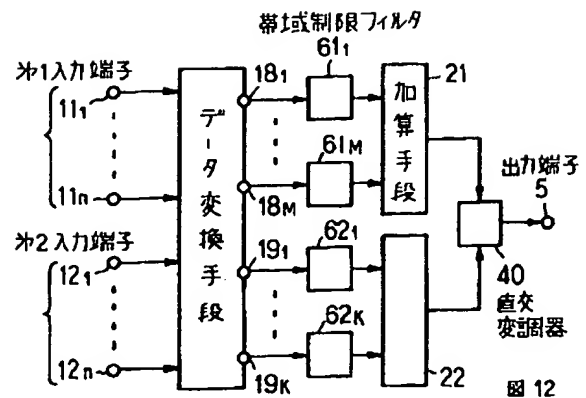 帯域制限フィルタ
オ1入力端子
11₁
11n
オ2入力端子
12₁
12n
データ変換手段
18₁
18M
19₁
19K
61₁
61M
62₁
62K
21
加算手段
22
出力端子
5
40
直交
変調器
図 12